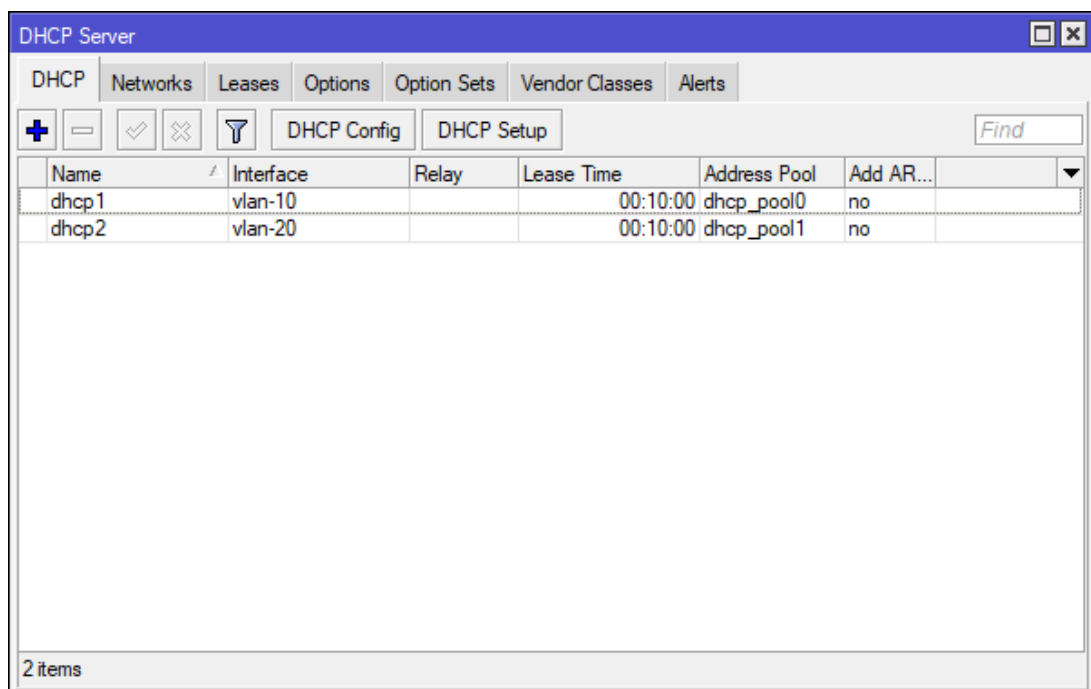 DHCP Server
DHCP Networks Leases Options Option Sets Vendor Classes Alerts
DHCP Config DHCP Setup Find
Name Interface Relay Lease Time Address Pool Add AR...
dhcp1 vlan-10 00:10:00 dhcp_pool0 no
dhcp2 vlan-20 00:10:00 dhcp_pool1 no
2 items